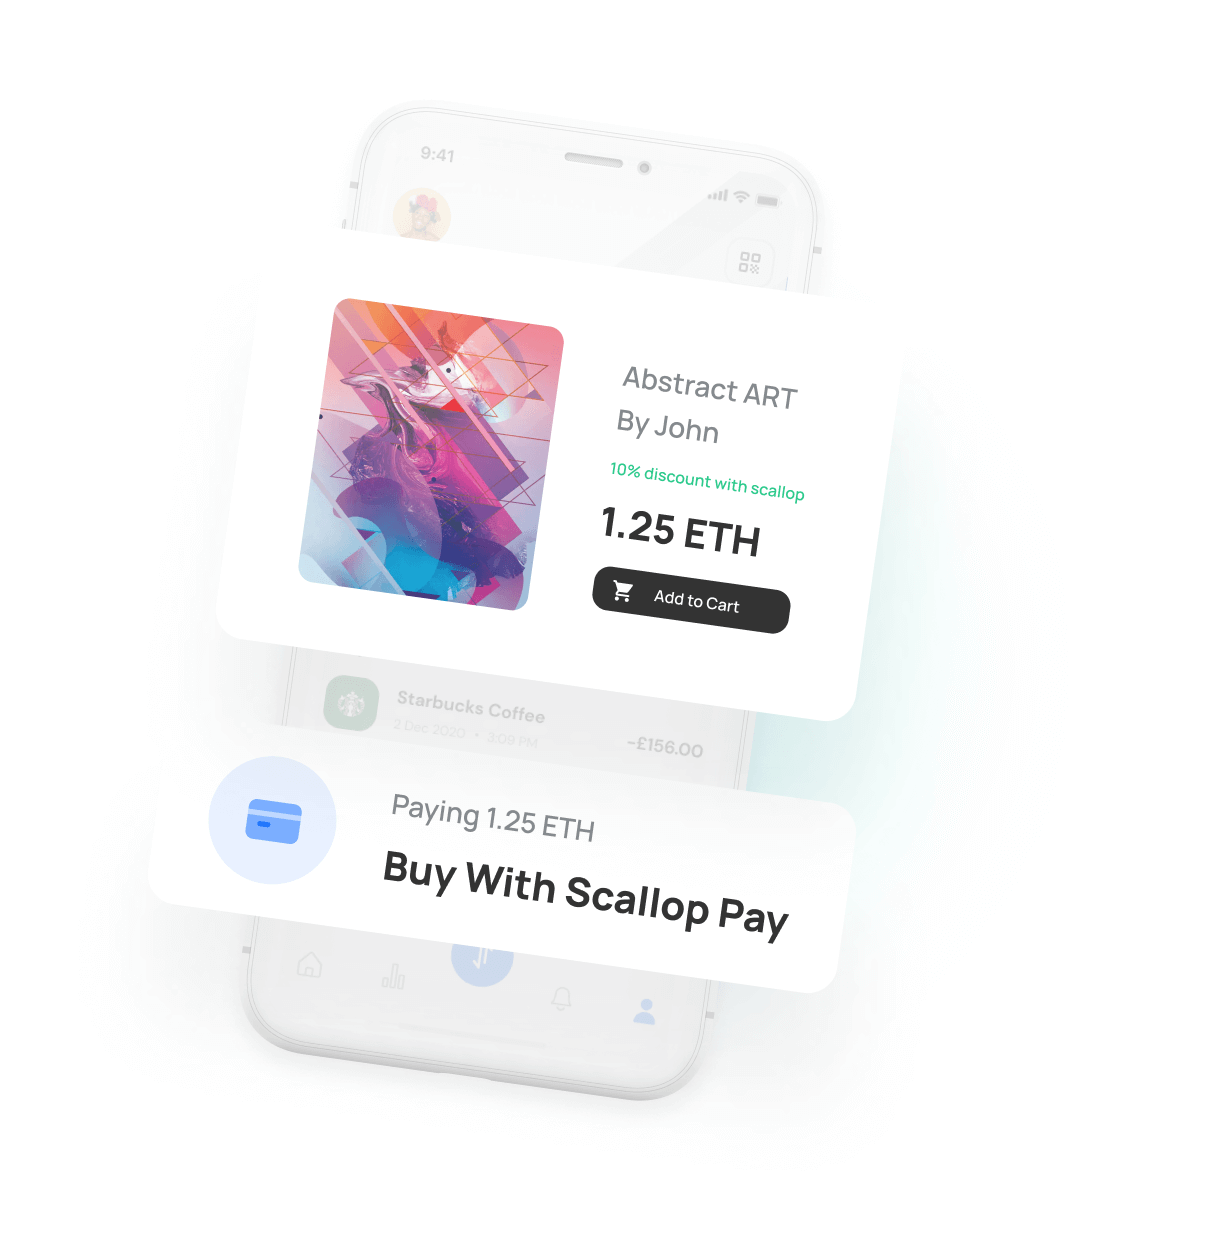 9:41
Abstract ART
By John
10% discount with scallop
1.25 ETH
Add to Cart
Starbucks Coffee
2 Dec 2020 • 3:09 PM
-£156.00
Paying 1.25 ETH
Buy With Scallop Pay